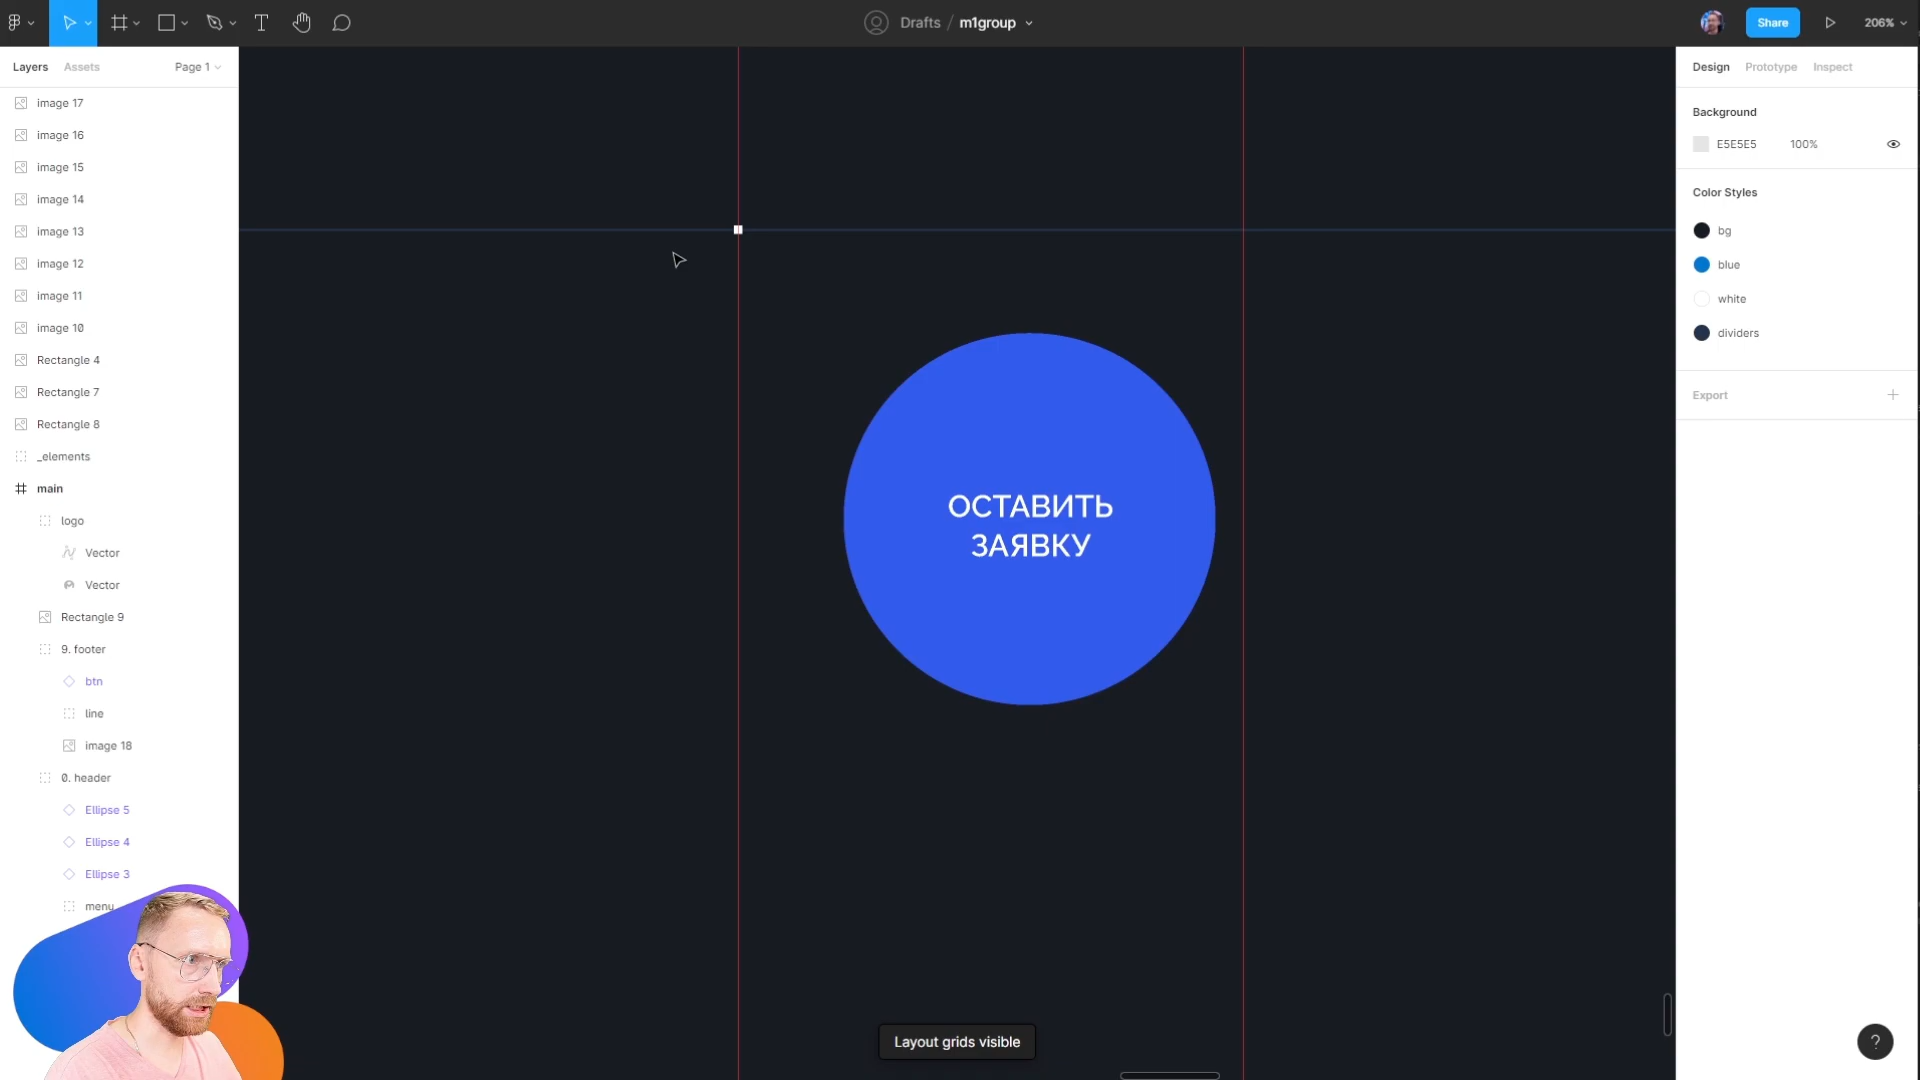 Drafts / m1group
Share
206%
Layers
Assets
Page 1
image 17
image 16
image 15
image 14
image 13
image 12
image 11
image 10
Rectangle 4
Rectangle 7
Rectangle 8
_elements
main
logo
Vector
Vector
Rectangle 9
9. footer
btn
line
image 18
0. header
Ellipse 5
Ellipse 4
Ellipse 3
menu
ОСТАВИТЬ
ЗАЯВКУ
Layout grids visible
Design
Prototype
Inspect
Background
E5E5E5
100%
Color Styles
bg
blue
white
dividers
Export
?